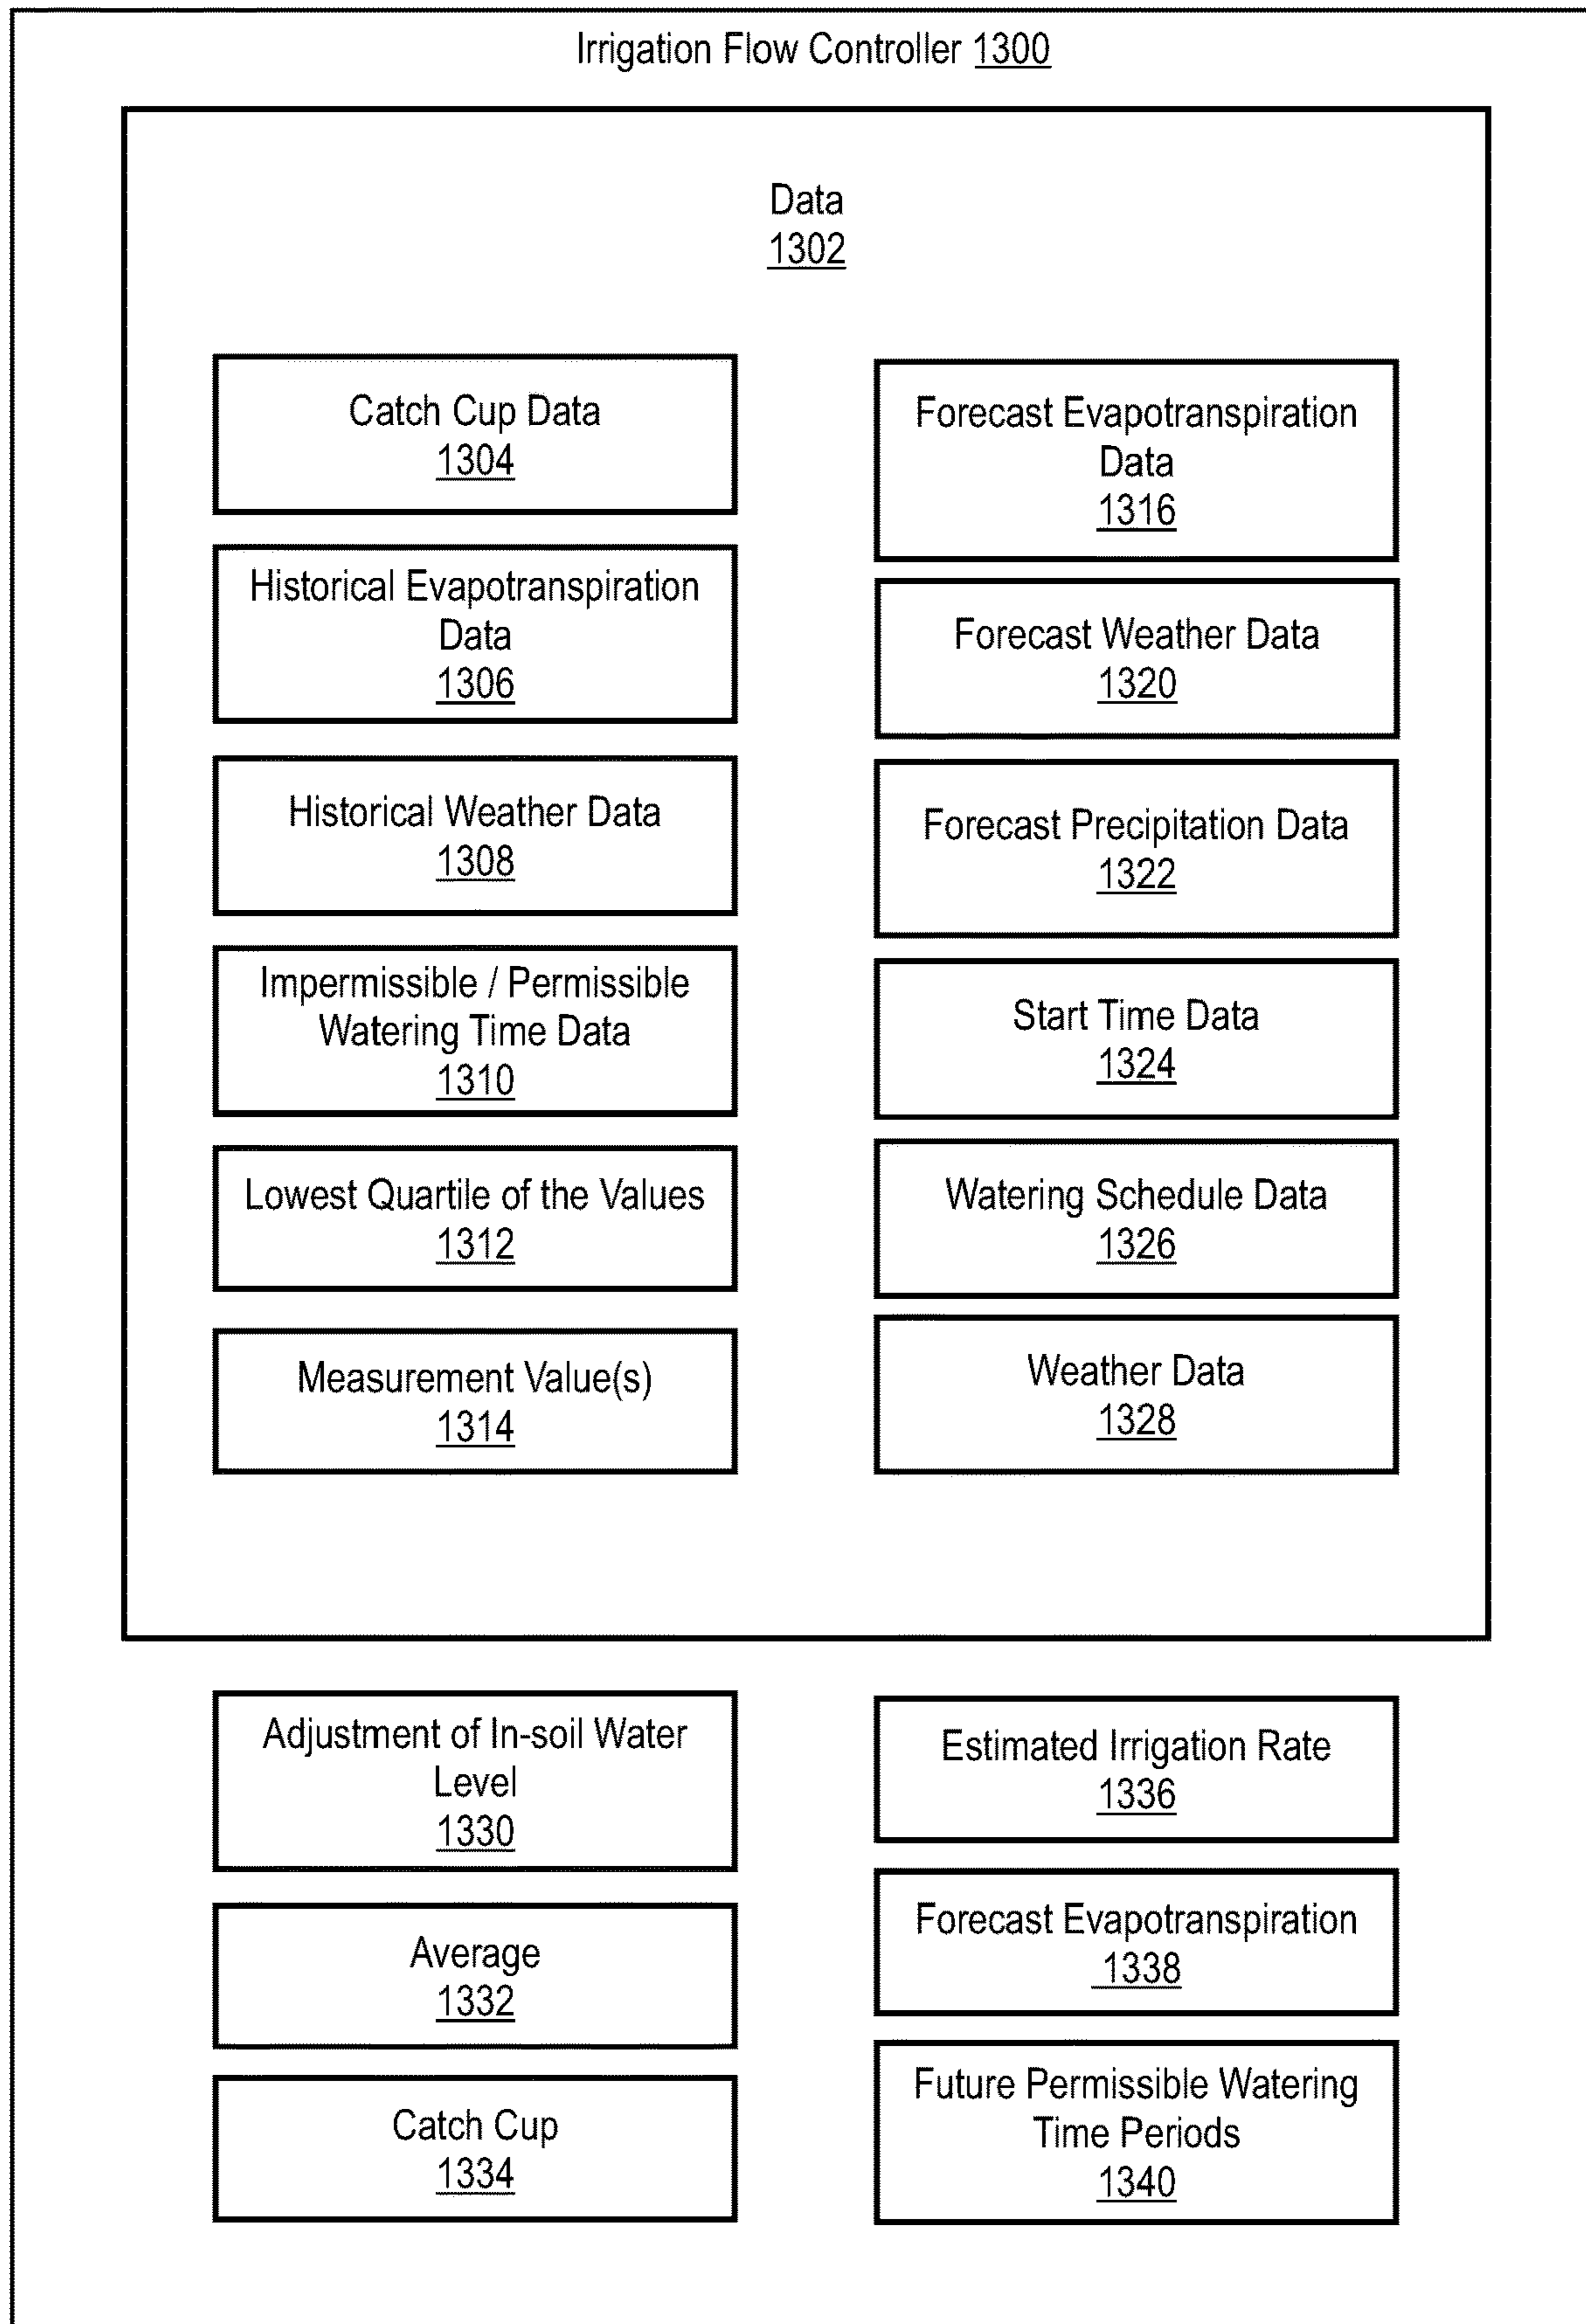 Irrigation Flow Controller 1300
Data
1302
Catch Cup Data
1304
Historical Evapotranspiration
Data
1306
Historical Weather Data
1308
Impermissible / Permissible
Watering Time Data
1310
Lowest Quartile of the Values
1312
Measurement Value(s)
1314
Forecast Evapotranspiration
Data
1316
Forecast Weather Data
1320
Forecast Precipitation Data
1322
Start Time Data
1324
Watering Schedule Data
1326
Weather Data
1328
Adjustment of In-soil Water
Level
1330
Average
1332
Catch Cup
1334
Estimated Irrigation Rate
1336
Forecast Evapotranspiration
1338
Future Permissible Watering
Time Periods
1340